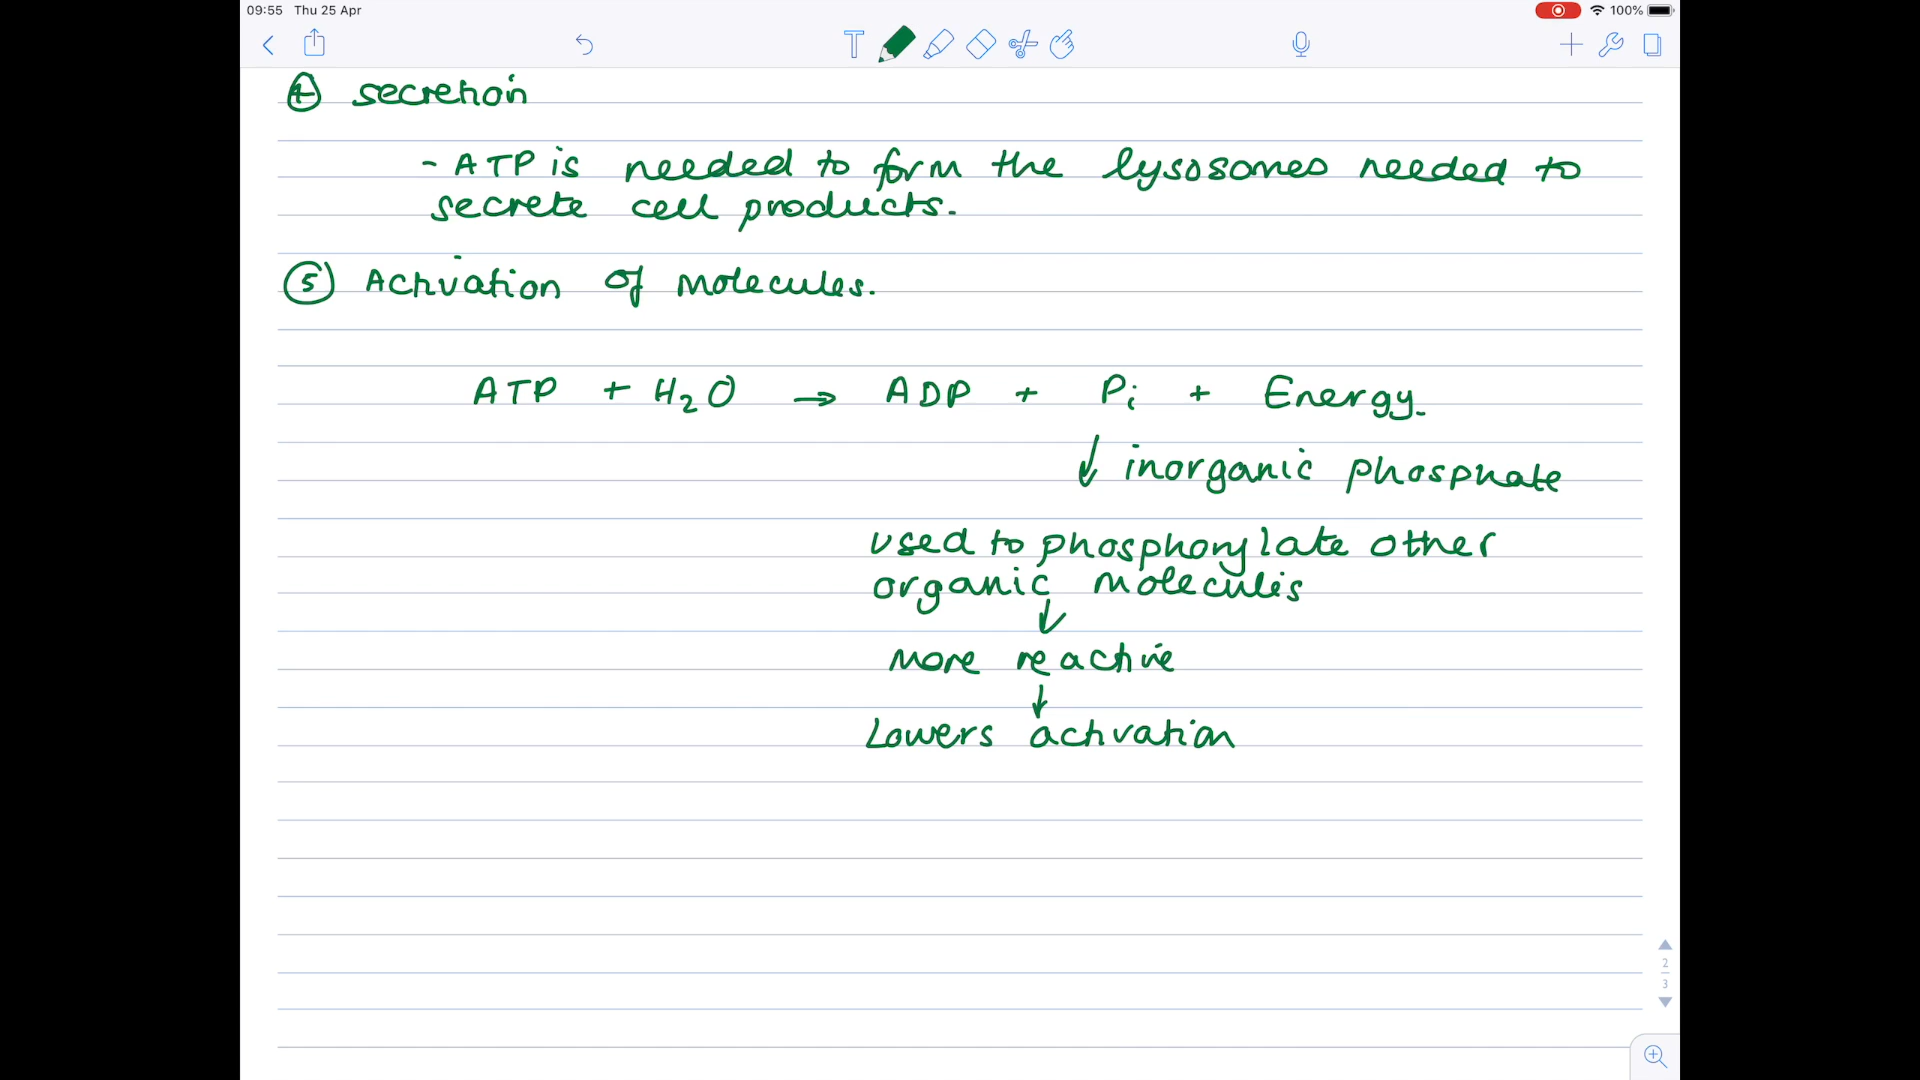 09:55 Thu 25 Apr
100%
T
④ secretion
- ATP is needed to form the lysosomes needed to
secrete cell products.
⑤ Activation of molecules.
ATP + H₂O → ADP + Pi + Energy.
↓ inorganic phosphate
used to phosphorylate other
organic molecules
↓
more reactive
↓
Lowers activation
2
3